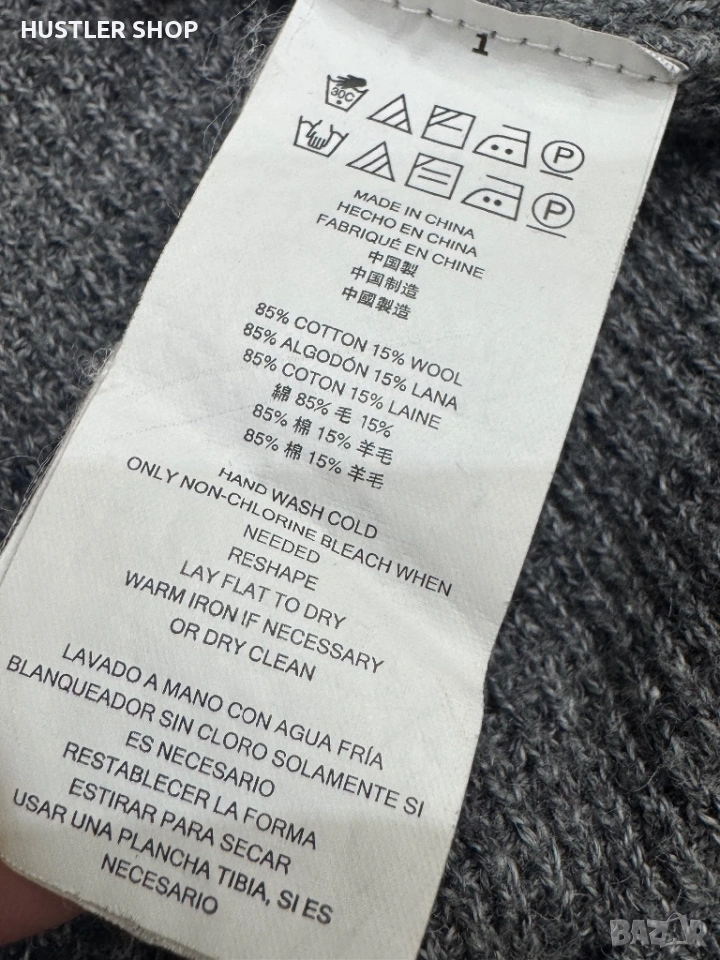 HUSTLER SHOP
1
30C
P
P
MADE IN CHINA
HECHO EN CHINA
FABRIQUÉ EN CHINE
中国製
中国制造
中國製造
85% COTTON 15% WOOL
85% ALGODÓN 15% LANA
85% COTON 15% LAINE
綿 85% 毛 15%
85% 棉 15% 羊毛
85% 棉 15% 羊毛
HAND WASH COLD
ONLY NON-CHLORINE BLEACH WHEN
NEEDED
RESHAPE
LAY FLAT TO DRY
WARM IRON IF NECESSARY
OR DRY CLEAN
LAVADO A MANO CON AGUA FRÍA
BLANQUEADOR SIN CLORO SOLAMENTE SI
ES NECESARIO
RESTABLECER LA FORMA
ESTIRAR PARA SECAR
USAR UNA PLANCHA TIBIA, SI ES
NECESARIO
BAZAR